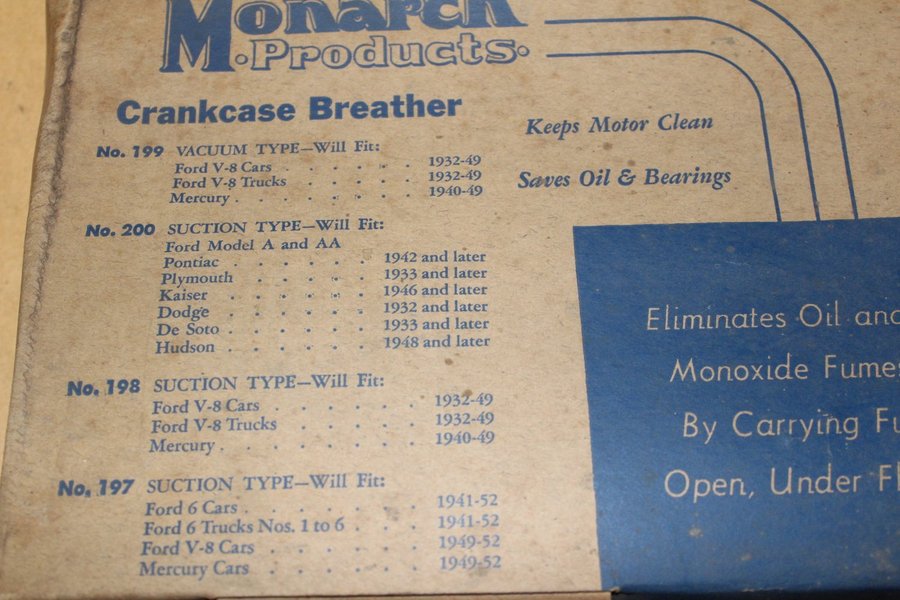 Monarch
Products
Crankcase Breather
Keeps Motor Clean
Saves Oil & Bearings
No. 199 VACUUM TYPE—Will Fit:
Ford V-8 Cars . . . . . . 1932-49
Ford V-8 Trucks . . . . . 1932-49
Mercury . . . . . . . . 1940-49
No. 200 SUCTION TYPE—Will Fit:
Ford Model A and AA
Pontiac . . . . . . 1942 and later
Plymouth . . . . . 1933 and later
Kaiser . . . . . . 1946 and later
Dodge . . . . . . 1932 and later
De Soto . . . . . . 1933 and later
Hudson . . . . . . 1948 and later
No. 198 SUCTION TYPE—Will Fit:
Ford V-8 Cars . . . . . . 1932-49
Ford V-8 Trucks . . . . . 1932-49
Mercury . . . . . . . . 1940-49
No. 197 SUCTION TYPE—Will Fit:
Ford 6 Cars . . . . . . . 1941-52
Ford 6 Trucks Nos. 1 to 6 . . . 1941-52
Ford V-8 Cars . . . . . . 1949-52
Mercury Cars . . . . . . 1949-52
Eliminates Oil and
Monoxide Fumes
By Carrying
Open, Under